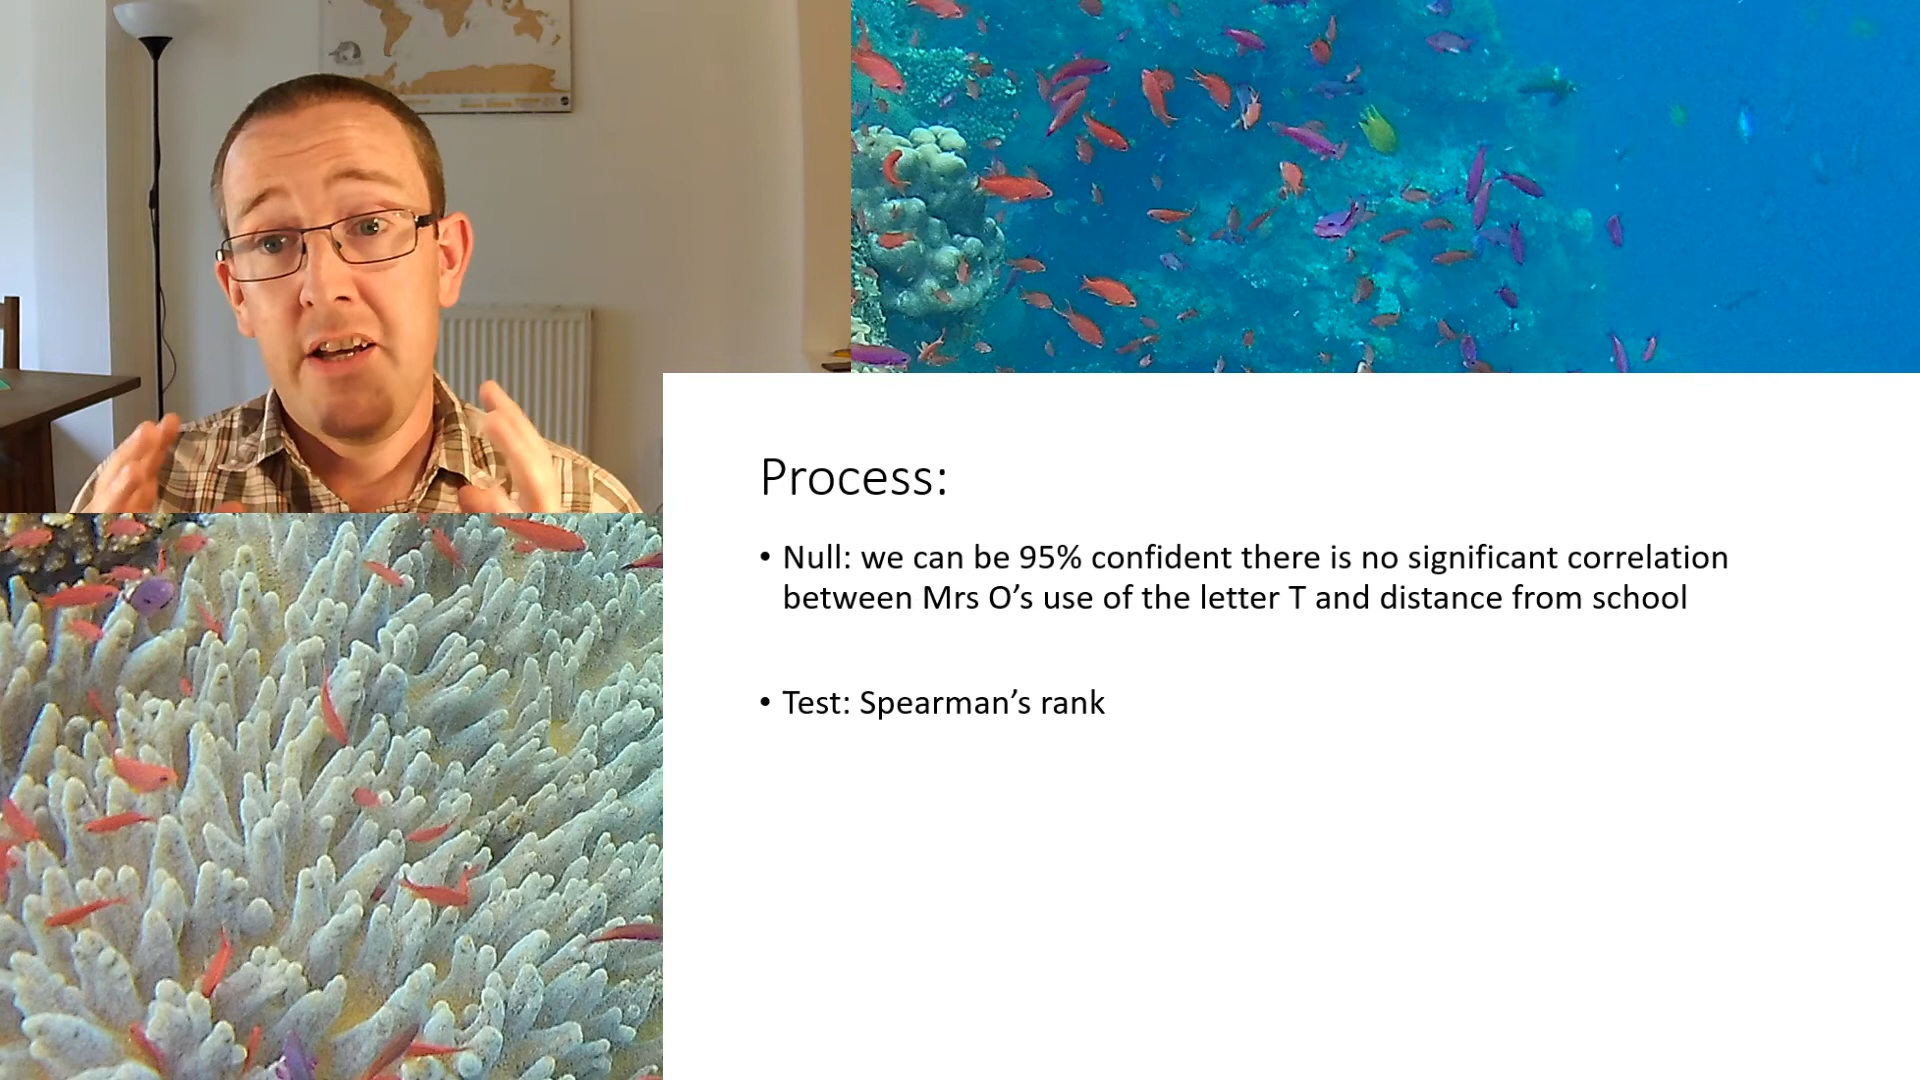 Process:
• Null: we can be 95% confident there is no significant correlation
between Mrs O’s use of the letter T and distance from school
• Test: Spearman’s rank